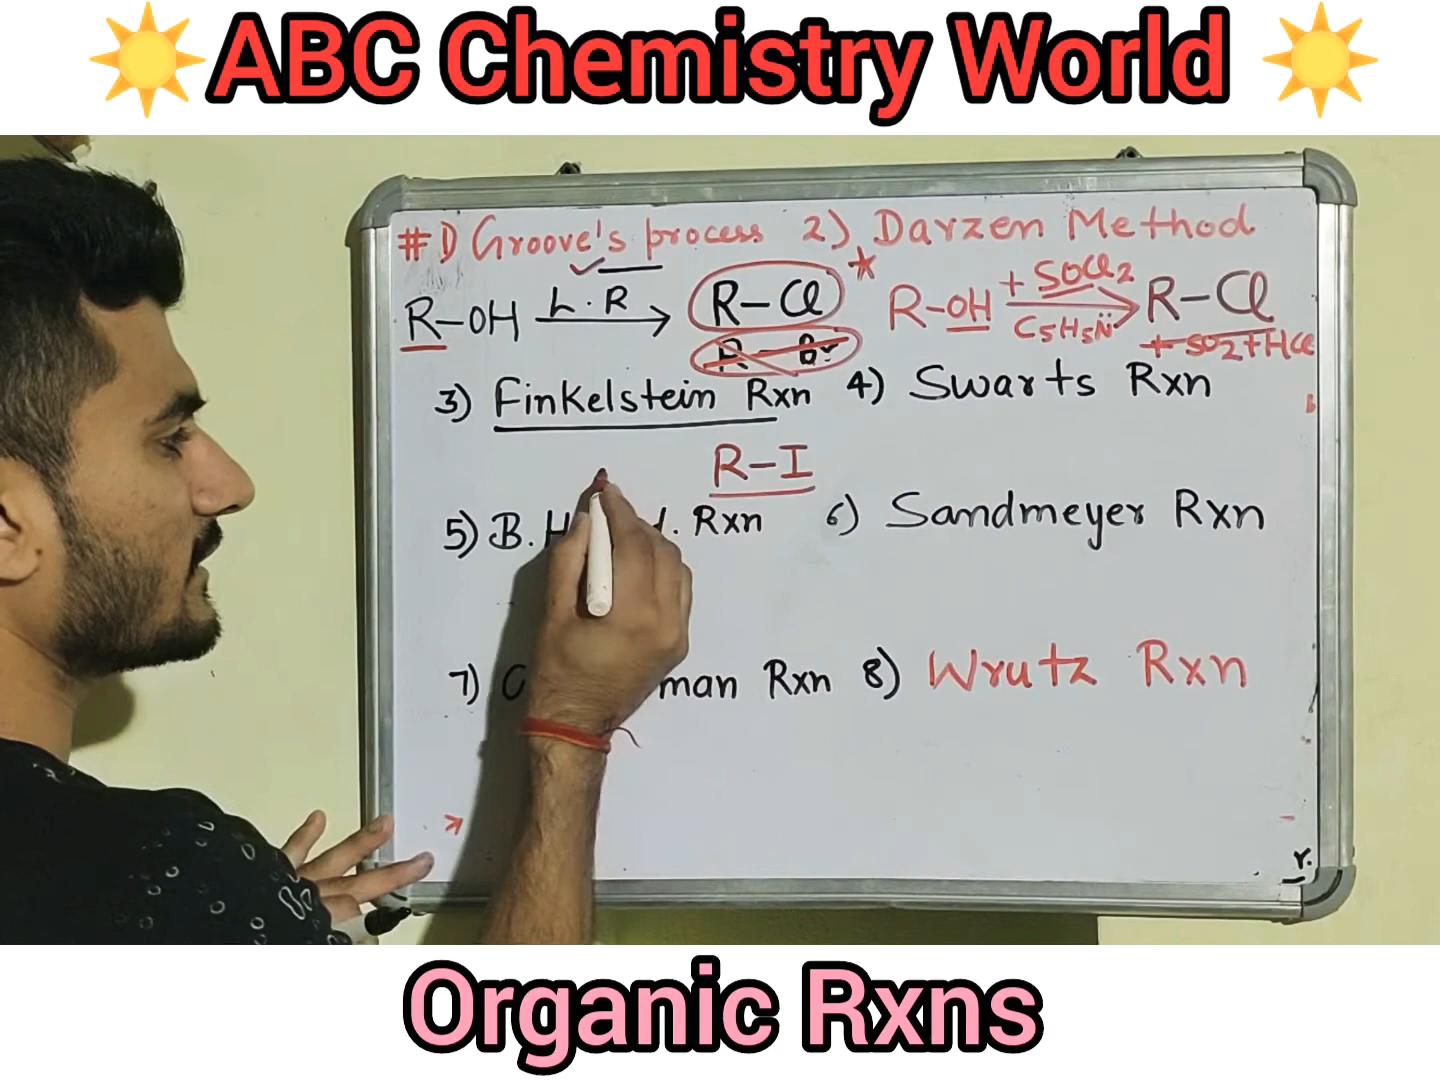 ABC Chemistry World
#1) Groove's process 2) Darzen Method
R-OH L.R → R-Cl
R-Br
R-OH + SOCl2 C5H5N → R-Cl
+ SO2+HCl
3) Finkelstein Rxn 4) Swarts Rxn
R-I
5) B. H Rxn 6) Sandmeyer Rxn
7) Rxn 8) Wrutz Rxn
r.
Organic Rxns